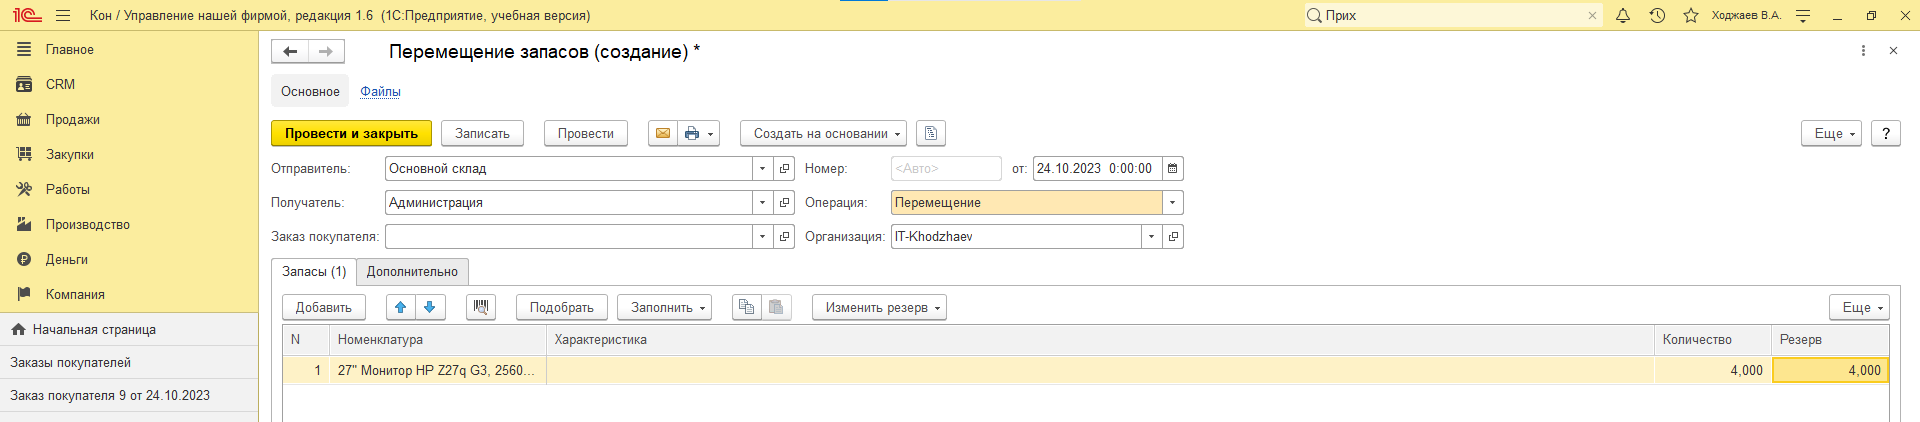 1С Кон / Управление нашей фирмой, редакция 1.6 (1С:Предприятие, учебная версия) Прих Ходжаев В.А.
Главное
CRM
Продажи
Закупки
Работы
Производство
Деньги
Компания
Начальная страница
Заказы покупателей
Заказ покупателя 9 от 24.10.2023
Перемещение запасов (создание) *
Основное Файлы
Провести и закрыть Записать Провести Создать на основании Еще ?
Отправитель: Основной склад Номер: <Авто> от: 24.10.2023 0:00:00
Получатель: Администрация Операция: Перемещение
Заказ покупателя: Организация: IT-Khodzhaev
Запасы (1) Дополнительно
Добавить Подобрать Заполнить Изменить резерв Еще
N Номенклатура Характеристика Количество Резерв
1 27" Монитор HP Z27q G3, 2560... 4,000 4,000